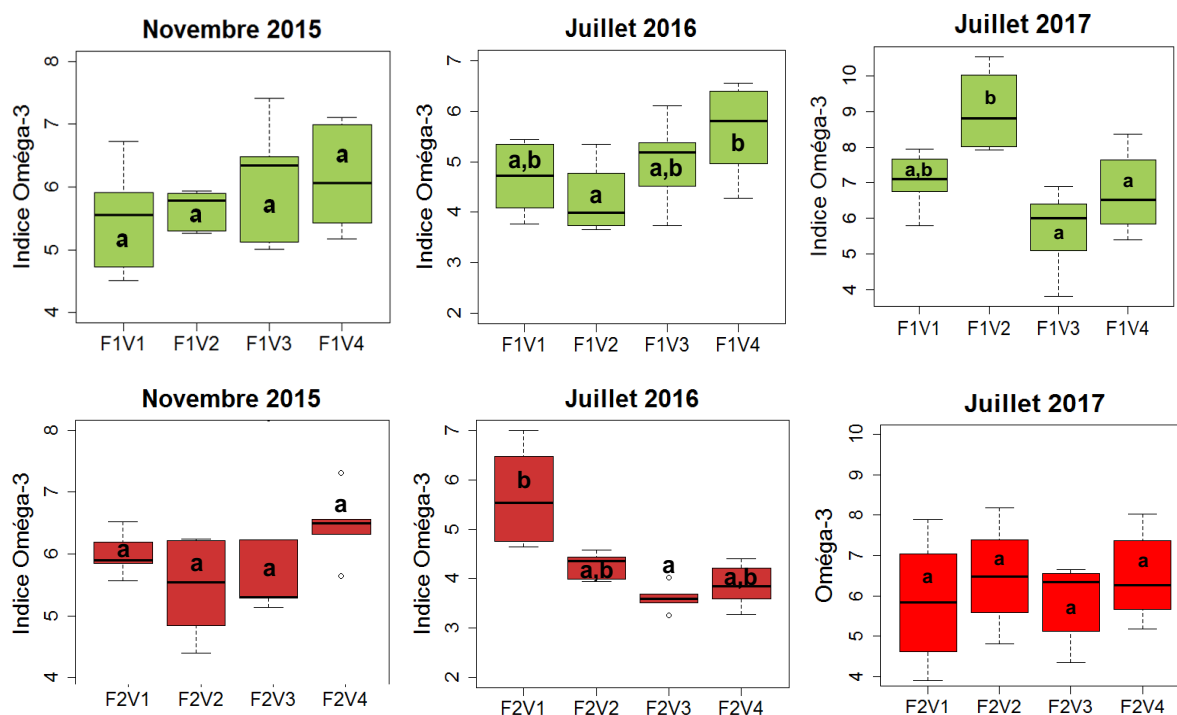 Novembre 2015
Indice Oméga-3
8
7
6
5
4
a
a
a
a
F1V1 F1V2 F1V3 F1V4
Juillet 2016
Indice Oméga-3
7
6
5
4
3
2
a,b
a
a,b
b
F1V1 F1V2 F1V3 F1V4
Juillet 2017
Indice Oméga-3
10
9
8
7
6
5
4
a,b
b
a
a
F1V1 F1V2 F1V3 F1V4
Novembre 2015
Indice Oméga-3
8
7
6
5
4
a
a
a
a
F2V1 F2V2 F2V3 F2V4
Juillet 2016
Indice Oméga-3
7
6
5
4
3
2
b
a,b
a
a,b
F2V1 F2V2 F2V3 F2V4
Juillet 2017
Oméga-3
10
9
8
7
6
5
4
a
a
a
a
F2V1 F2V2 F2V3 F2V4